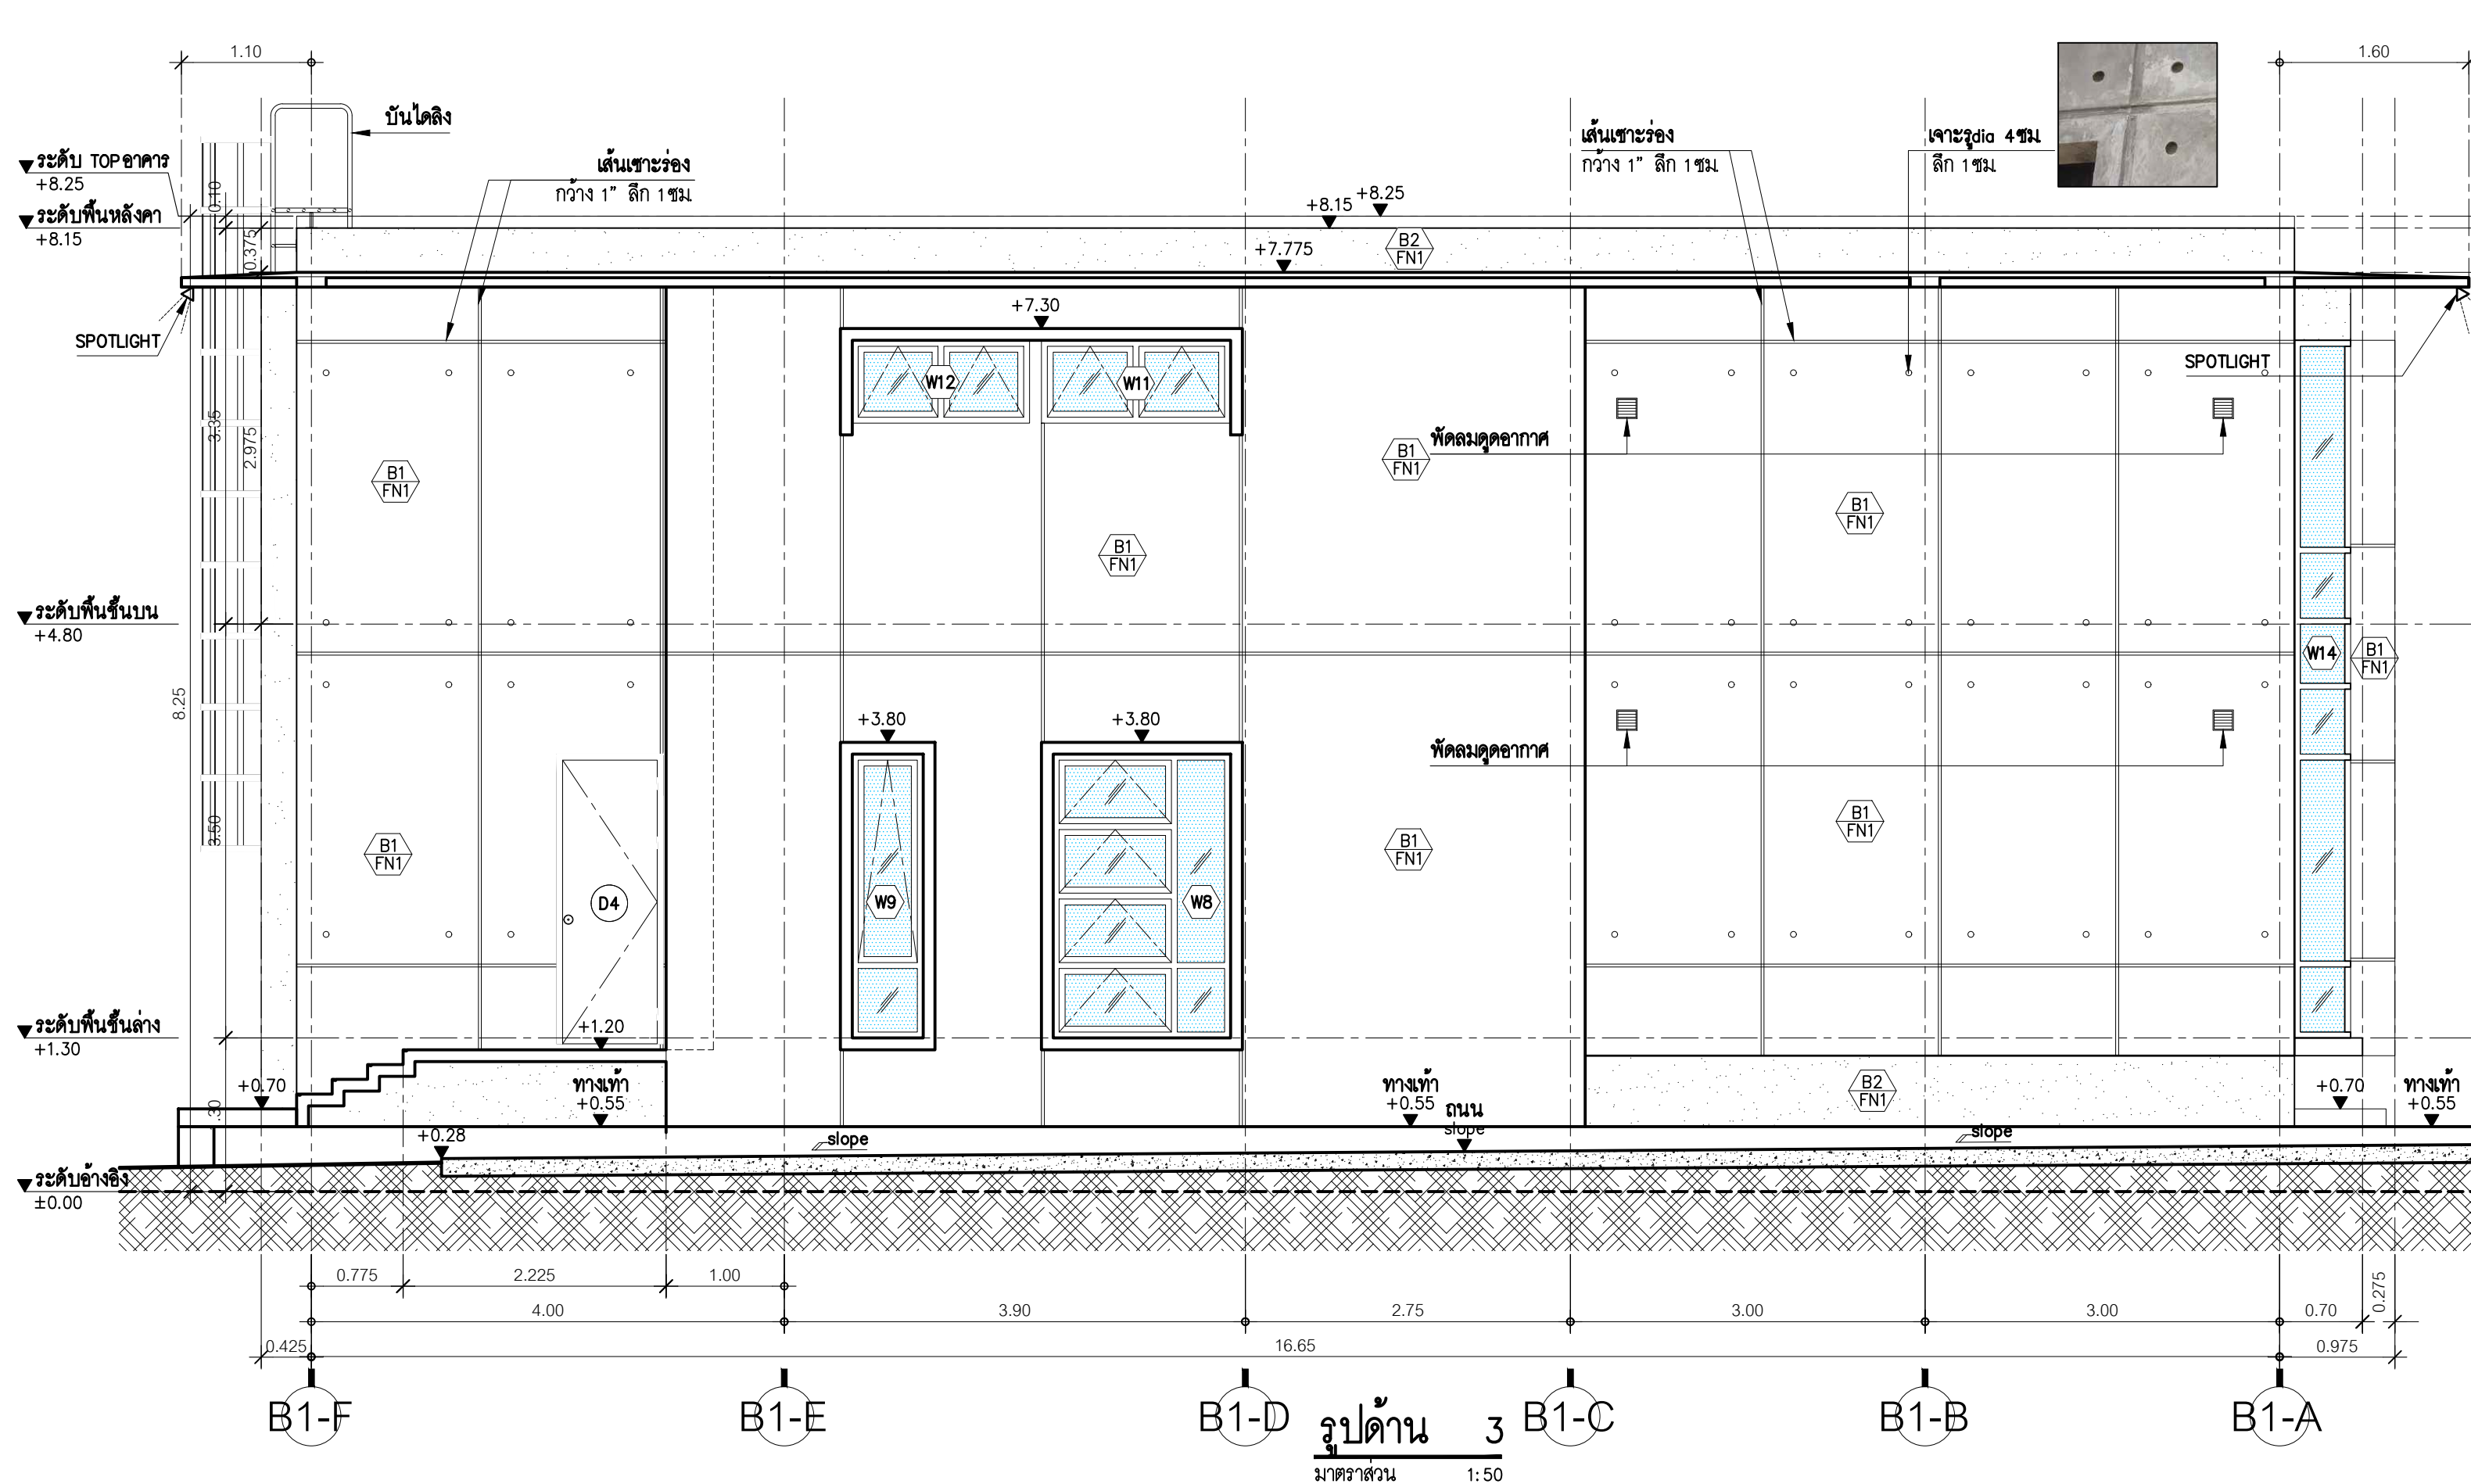 1.10
1.60
บันไดลิง
ระดับ TOPอาคาร
+8.25
0.10
เส้นเซาะร่อง
กว้าง 1" ลึก 1ซม.
เส้นเซาะร่อง
กว้าง 1" ลึก 1ซม.
เจาะรูdia 4ซม.
ลึก 1ซม.
ระดับพื้นหลังคา
+8.15
+8.15
+8.25
0.375
+7.775
B2
FN1
SPOTLIGHT
+7.30
SPOTLIGHT
W12
W11
3.35
2.975
พัดลมดูดอากาศ
B1
FN1
B1
FN1
B1
FN1
B1
FN1
ระดับพื้นชั้นบน
+4.80
W14
B1
FN1
8.25
+3.80
+3.80
พัดลมดูดอากาศ
3.50
B1
FN1
B1
FN1
B1
FN1
D4
W9
W8
ระดับพื้นชั้นล่าง
+1.30
+1.20
+0.70
ทางเท้า
+0.55
ทางเท้า
+0.55
B2
FN1
+0.70
ทางเท้า
+0.55
.30
ถนน
slope
+0.28
slope
slope
ระดับอ้างอิง
±0.00
0.775
2.225
1.00
0.275
4.00
3.90
2.75
3.00
3.00
0.70
0.425
16.65
0.975
B1-F
B1-E
B1-D
B1-C
B1-B
B1-A
รูปด้าน 3
มาตราส่วน 1:50